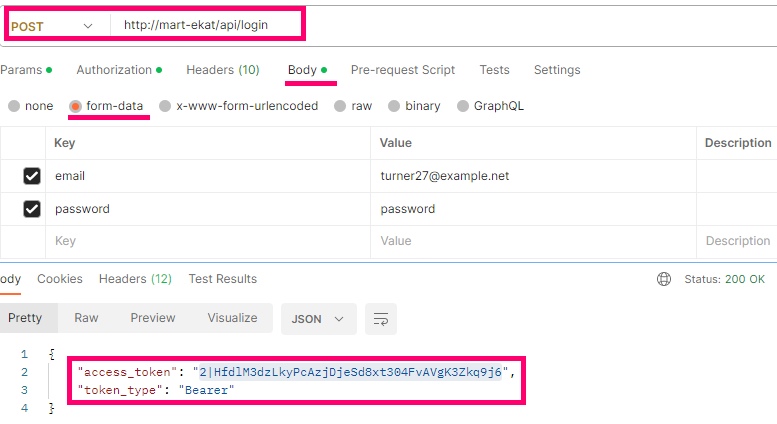 POST http://mart-ekat/api/login
Params Authorization Headers (10) Body Pre-request Script Tests Settings
none form-data x-www-form-urlencoded raw binary GraphQL
Key Value Description
email turner27@example.net
password password
Key Value Description
ody Cookies Headers (12) Test Results Status: 200 OK
Pretty Raw Preview Visualize JSON
1 {
2 "access_token": "2|HfdlM3dzLkyPcAzjDjeSd8xt304FvAVgK3Zkq9j6",
3 "token_type": "Bearer"
4 }